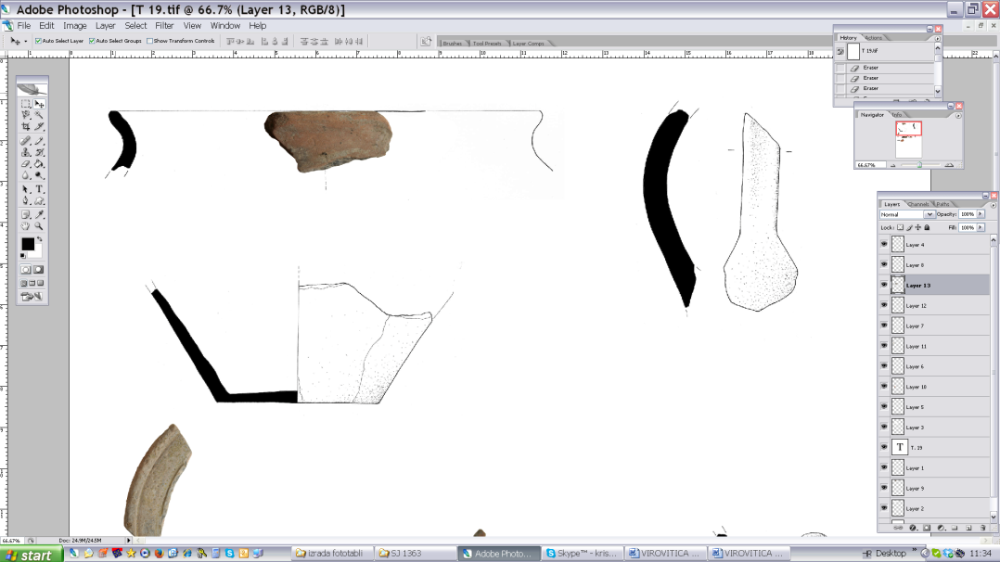 Adobe Photoshop - [T 19.tif @ 66.7% (Layer 13, RGB/8)]
File Edit Image Layer Select Filter View Window Help
Auto Select Layer Auto Select Groups Show Transform Controls
Brushes Tool Presets Layer Comps
History Actions
T 19.tif
Eraser
Eraser
Eraser
Navigator Info
66.67%
Layers Channels Paths
Normal Opacity: 100%
Lock: Fill: 100%
Layer 4
Layer 8
Layer 13
Layer 12
Layer 7
Layer 11
Layer 6
Layer 10
Layer 5
Layer 3
T T. 19
Layer 1
Layer 9
Layer 2
66.67% Doc: 24.9M/24.5M
start izrada fototabli SJ 1363 Adobe Photo... Skype™ - kris... VIROVITICA ... VIROVITICA ... Desktop » 11:34